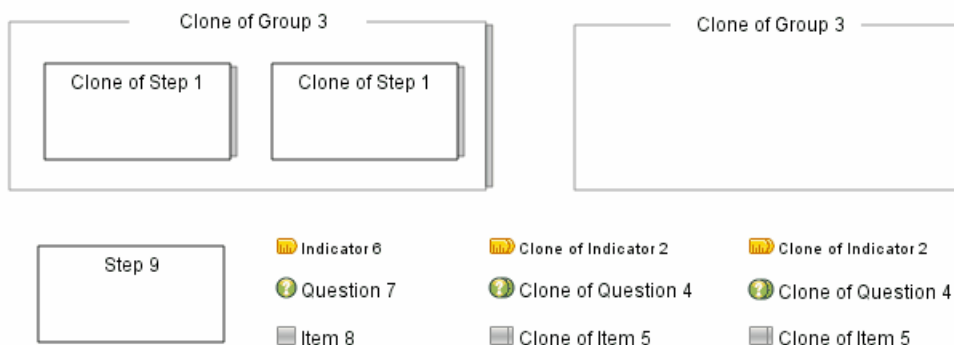 Clone of Group 3
Clone of Group 3
Clone of Step 1
Clone of Step 1
Step 9
Indicator 6
Clone of Indicator 2
Clone of Indicator 2
Question 7
Clone of Question 4
Clone of Question 4
Item 8
Clone of Item 5
Clone of Item 5